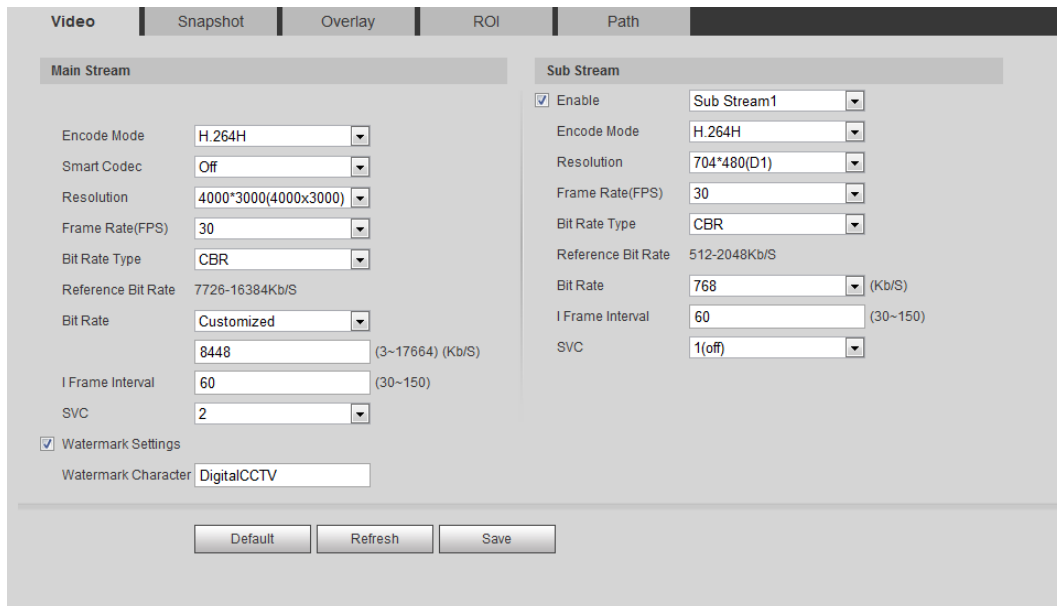 Video Snapshot Overlay ROI Path
Main Stream
Encode Mode H.264H
Smart Codec Off
Resolution 4000*3000(4000x3000)
Frame Rate(FPS) 30
Bit Rate Type CBR
Reference Bit Rate 7726-16384Kb/S
Bit Rate Customized
8448 (3~17664) (Kb/S)
I Frame Interval 60 (30~150)
SVC 2
Watermark Settings
Watermark Character DigitalCCTV
Sub Stream
Enable Sub Stream1
Encode Mode H.264H
Resolution 704*480(D1)
Frame Rate(FPS) 30
Bit Rate Type CBR
Reference Bit Rate 512-2048Kb/S
Bit Rate 768 (Kb/S)
I Frame Interval 60 (30~150)
SVC 1(off)
Default Refresh Save